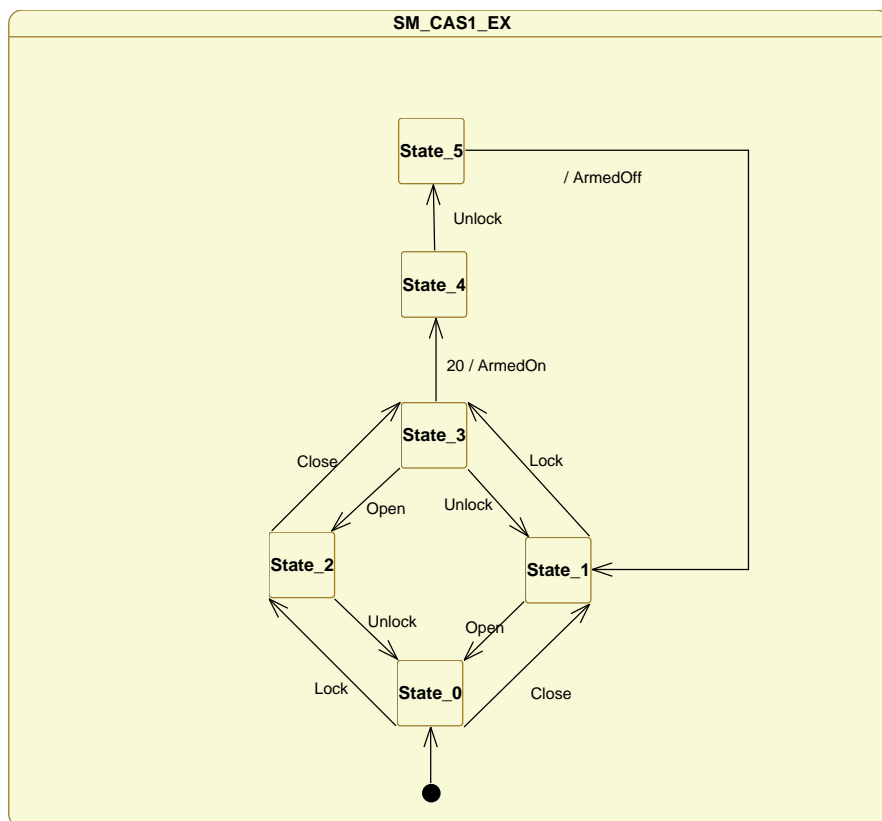 SM_CAS1_EX
State_5
/ ArmedOff
Unlock
State_4
20 / ArmedOn
State_3
Close
Lock
Open
Unlock
State_2
State_1
Unlock
Open
Lock
State_0
Close